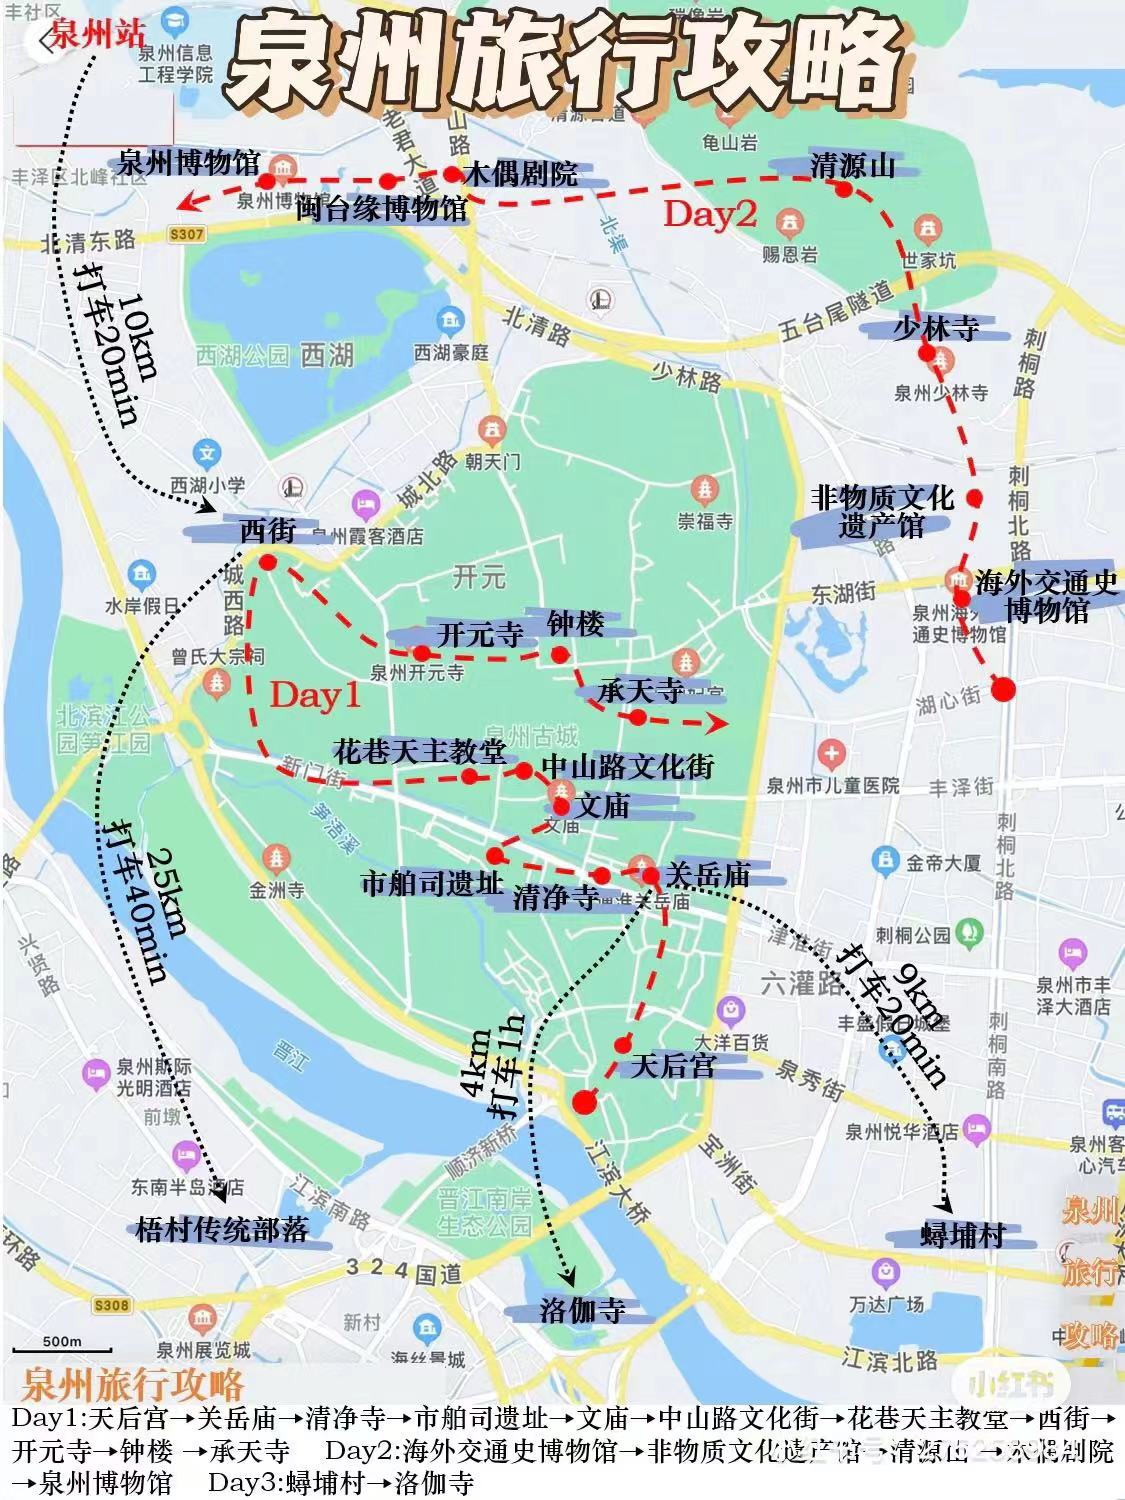 丰社区
泉州站
泉州信息
工程学院
泉州旅行攻略
清源古道
龟山岩
老君大道
山路
丰泽区北峰社区
泉州博物馆
泉州博物馆
闽台缘博物馆
木偶剧院
清源山
Day2
北渠
赐恩岩
世家坑
北清东路
S307
10km
打车20min
西湖公园
西湖
西湖豪庭
北清路
五台尾隧道
少林寺
泉州少林寺
刺桐路
少林路
朝天门
西湖小学
城北路
崇福寺
刺桐北路
非物质文化
遗产馆
西街
泉州霞客酒店
开元
水岸假日
城西路
东湖街
海外交通史
博物馆
泉州海外
通史博物馆
曾氏大宗祠
开元寺
泉州开元寺
钟楼
承天寺
Day1
湖心街
北滨江公
园笋江园
泉州古城
花巷天主教堂
中山路文化街
新门街
文庙
文庙
泉州市儿童医院
丰泽街
笋浯溪
刺桐北路
金洲寺
市舶司遗址
清净寺
关岳庙
通淮关岳庙
金帝大厦
25km
打车40min
兴贤路
津淮街
刺桐公园
六灌路
9km
打车20min
泉州市丰
泽大酒店
丰盛假日城堡
大洋百货
刺桐南路
4km
打车1h
晋江
天后宫
泉秀街
泉州斯际
光明酒店
前墩
泉州悦华酒店
泉州客
心汽车
顺济新桥
宝洲街
江滨大桥
东南半岛酒店
江滨南路
晋江南岸
生态公园
梧村传统部落
蟳埔村
324国道
环路
S308
洛伽寺
万达广场
新村
泉州展览城
海丝景城
江滨北路
500m
泉州
旅行
攻略
小红书
泉州旅行攻略
Day1:天后宫→关岳庙→清净寺→市舶司遗址→文庙→中山路文化街→花巷天主教堂→西街→
开元寺→钟楼 →承天寺 Day2:海外交通史博物馆→非物质文化遗产馆→清源山→木偶剧院
→泉州博物馆 Day3:蟳埔村→洛伽寺